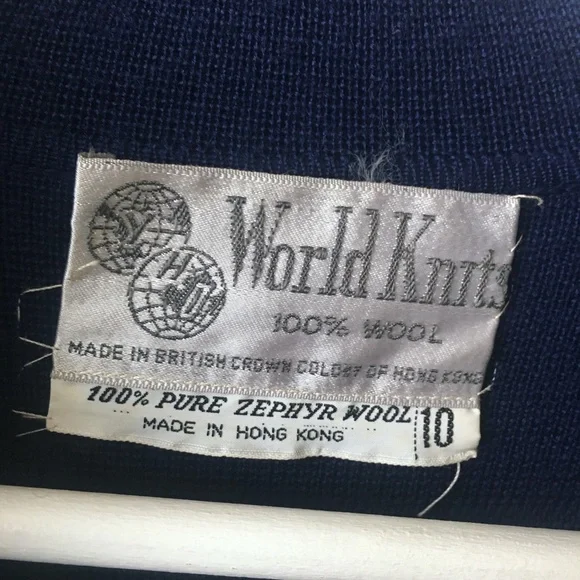 World Knits
100% WOOL
MADE IN BRITISH CROWN COLONY OF HONG KONG
100% PURE ZEPHYR WOOL 10
MADE IN HONG KONG